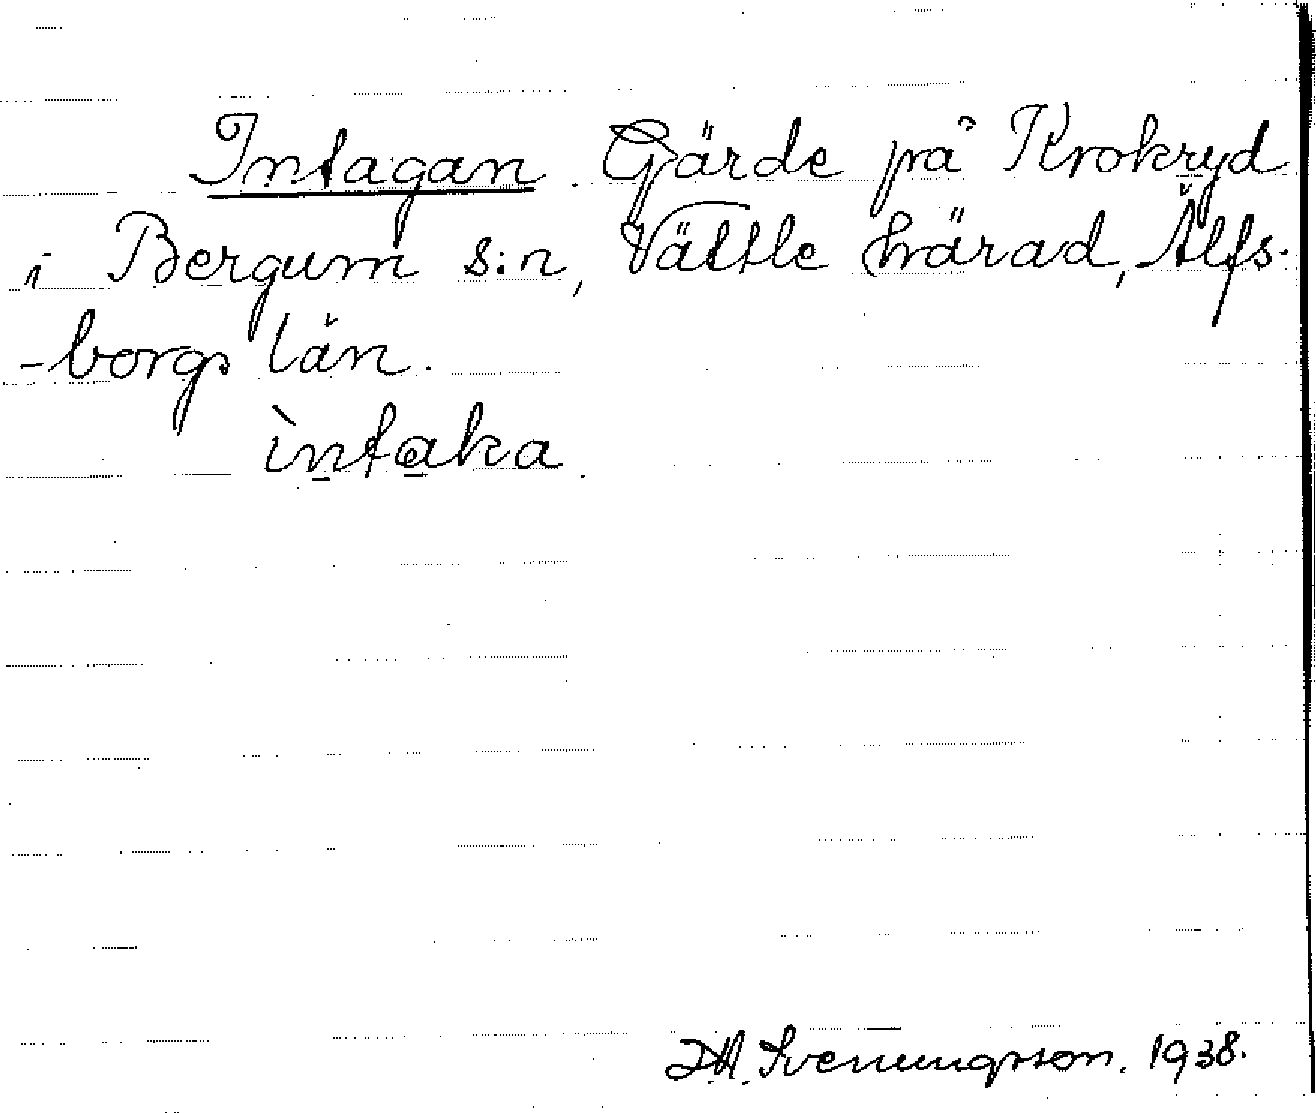 Intagan. Gärde på Krokryd
i Bergum s:n, Vättle härad, Älfs-
-borgs län.
ìntaka.
Svenningsson. 1938.